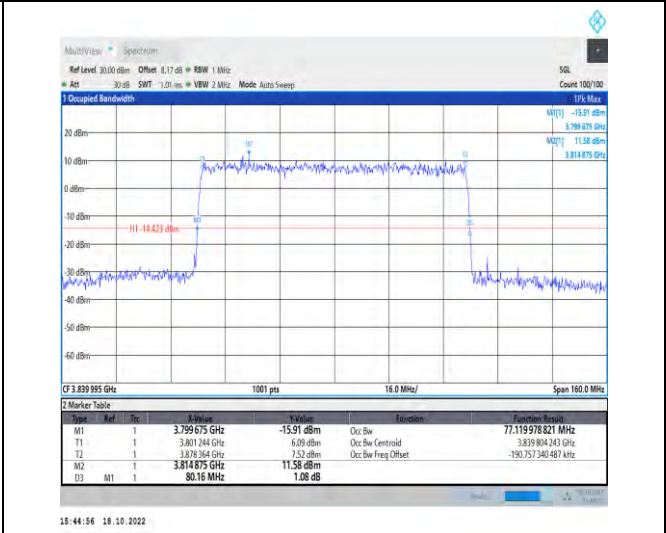 MultiView Spectrum
Ref Level 30.00 dBm Offset 8.17 dB RBW 1 MHz SGL
Att 30 dB SWT 1.01 ms VBW 2 MHz Mode Auto Sweep Count 100/100
1 Occupied Bandwidth 1Pk Max
M1[1] -15.91 dBm
3.799 675 GHz
M2[1] 11.58 dBm
3.814 875 GHz
20 dBm
M2
T1
T2
10 dBm
0 dBm
-10 dBm
M1
H1 -14.423 dBm
-30 dBm
-40 dBm
-50 dBm
-60 dBm
CF 3.839 995 GHz 1001 pts 16.0 MHz/ Span 160.0 MHz
2 Marker Table
Type Ref Trc X-Value Y-Value Function Function Result
M1 1 3.799 675 GHz -15.91 dBm Occ Bw 77.119 978 821 MHz
T1 1 3.801 244 GHz 6.09 dBm Occ Bw Centroid 3.839 804 243 GHz
T2 1 3.878 364 GHz 7.52 dBm Occ Bw Freq Offset -190.757 340 487 kHz
M2 1 3.814 875 GHz 11.58 dBm
D3 M1 1 80.16 MHz 1.08 dB
15:44:56 18.10.2022